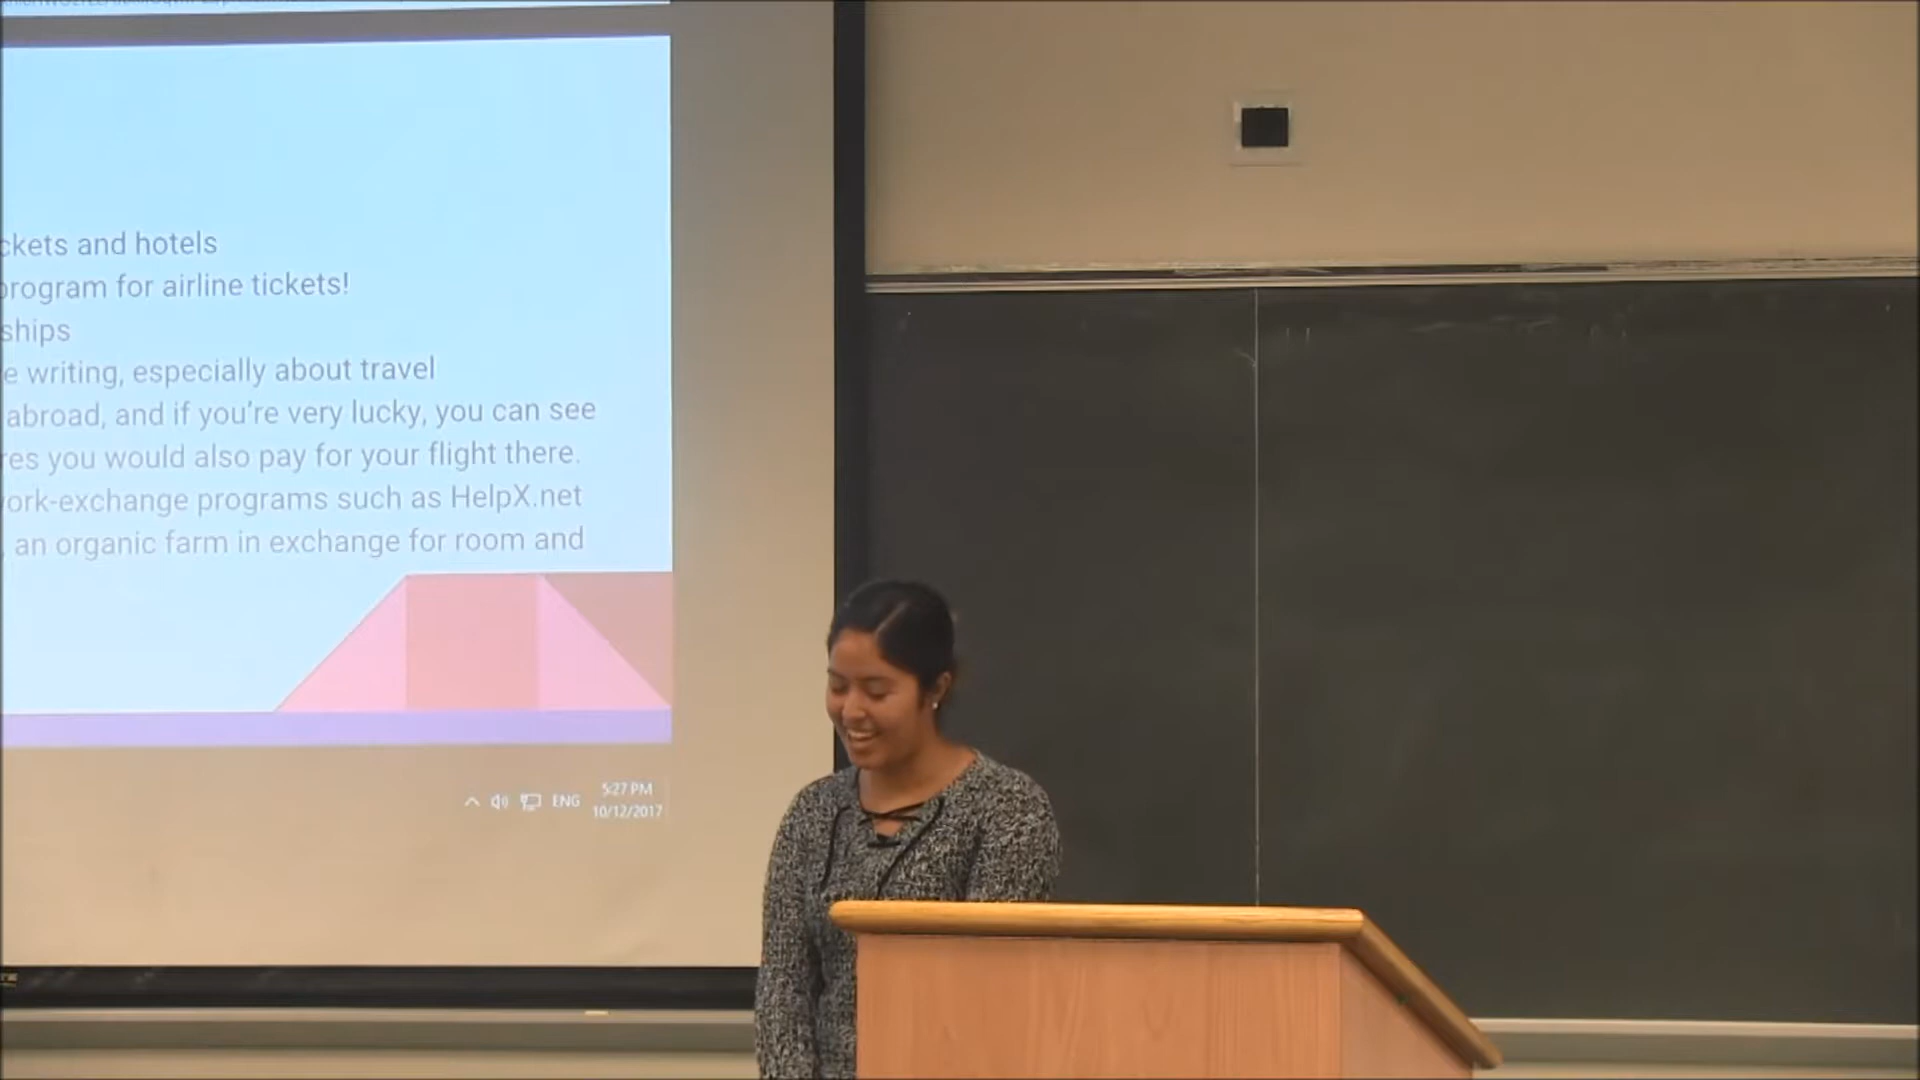 ckets and hotels
program for airline tickets!
ships
e writing, especially about travel
abroad, and if you're very lucky, you can see
res you would also pay for your flight there.
ork-exchange programs such as HelpX.net
, an organic farm in exchange for room and
ENG
5:27 PM
10/12/2017